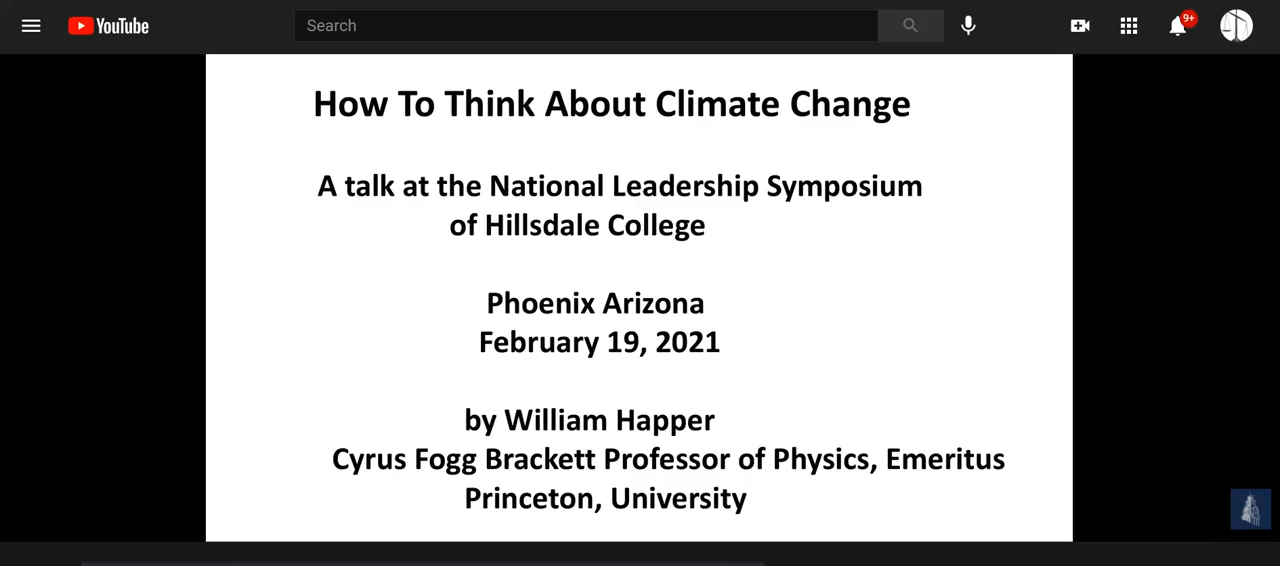 YouTube
Search
9+
How To Think About Climate Change
A talk at the National Leadership Symposium
of Hillsdale College
Phoenix Arizona
February 19, 2021
by William Happer
Cyrus Fogg Brackett Professor of Physics, Emeritus
Princeton, University